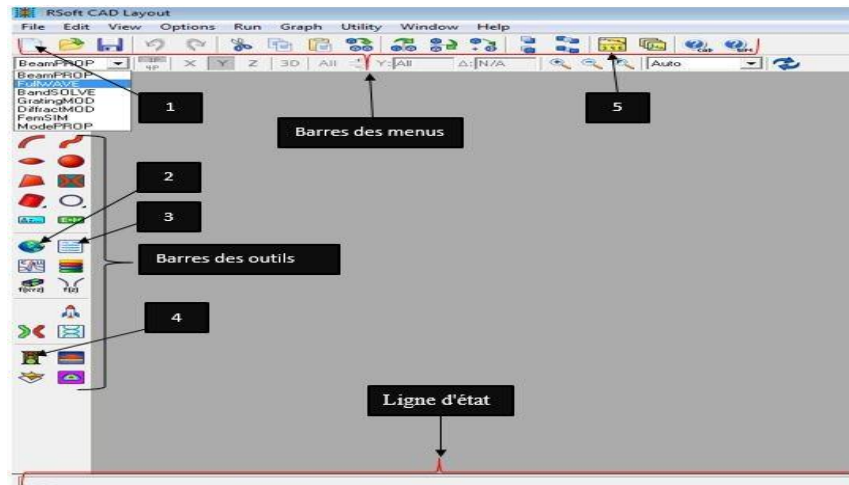 RSoft CAD Layout
File Edit View Options Run Graph Utility Window Help
BeamPROP X Y Z 3D All Y: All Δ: N/A Auto
BeamPROP
FullWAVE
BandSOLVE
GratingMOD
DiffractMOD
FemSIM
ModePROP
1
Barres des menus
5
2
3
Barres des outils
4
Ligne d'état